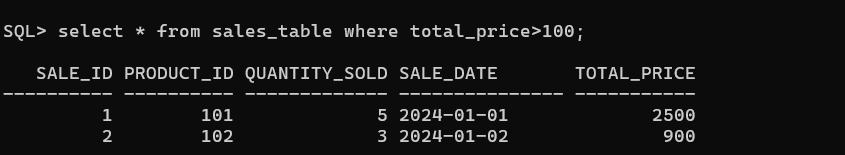 SQL> select * from sales_table where total_price>100;
SALE_ID PRODUCT_ID QUANTITY_SOLD SALE_DATE TOTAL_PRICE
---------- ---------- ------------- --------------- -----------
1 101 5 2024-01-01 2500
2 102 3 2024-01-02 900